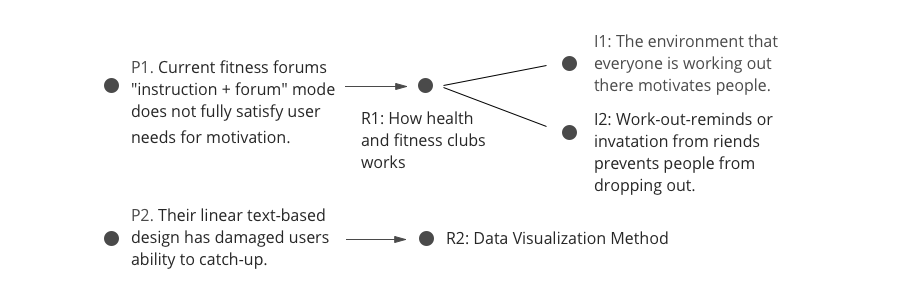 P1. Current fitness forums
"instruction + forum" mode
does not fully satisfy user
needs for motivation.
R1: How health
and fitness clubs
works
I1: The environment that
everyone is working out
there motivates people.
I2: Work-out-reminds or
invatation from riends
prevents people from
dropping out.
P2. Their linear text-based
design has damaged users
ability to catch-up.
R2: Data Visualization Method